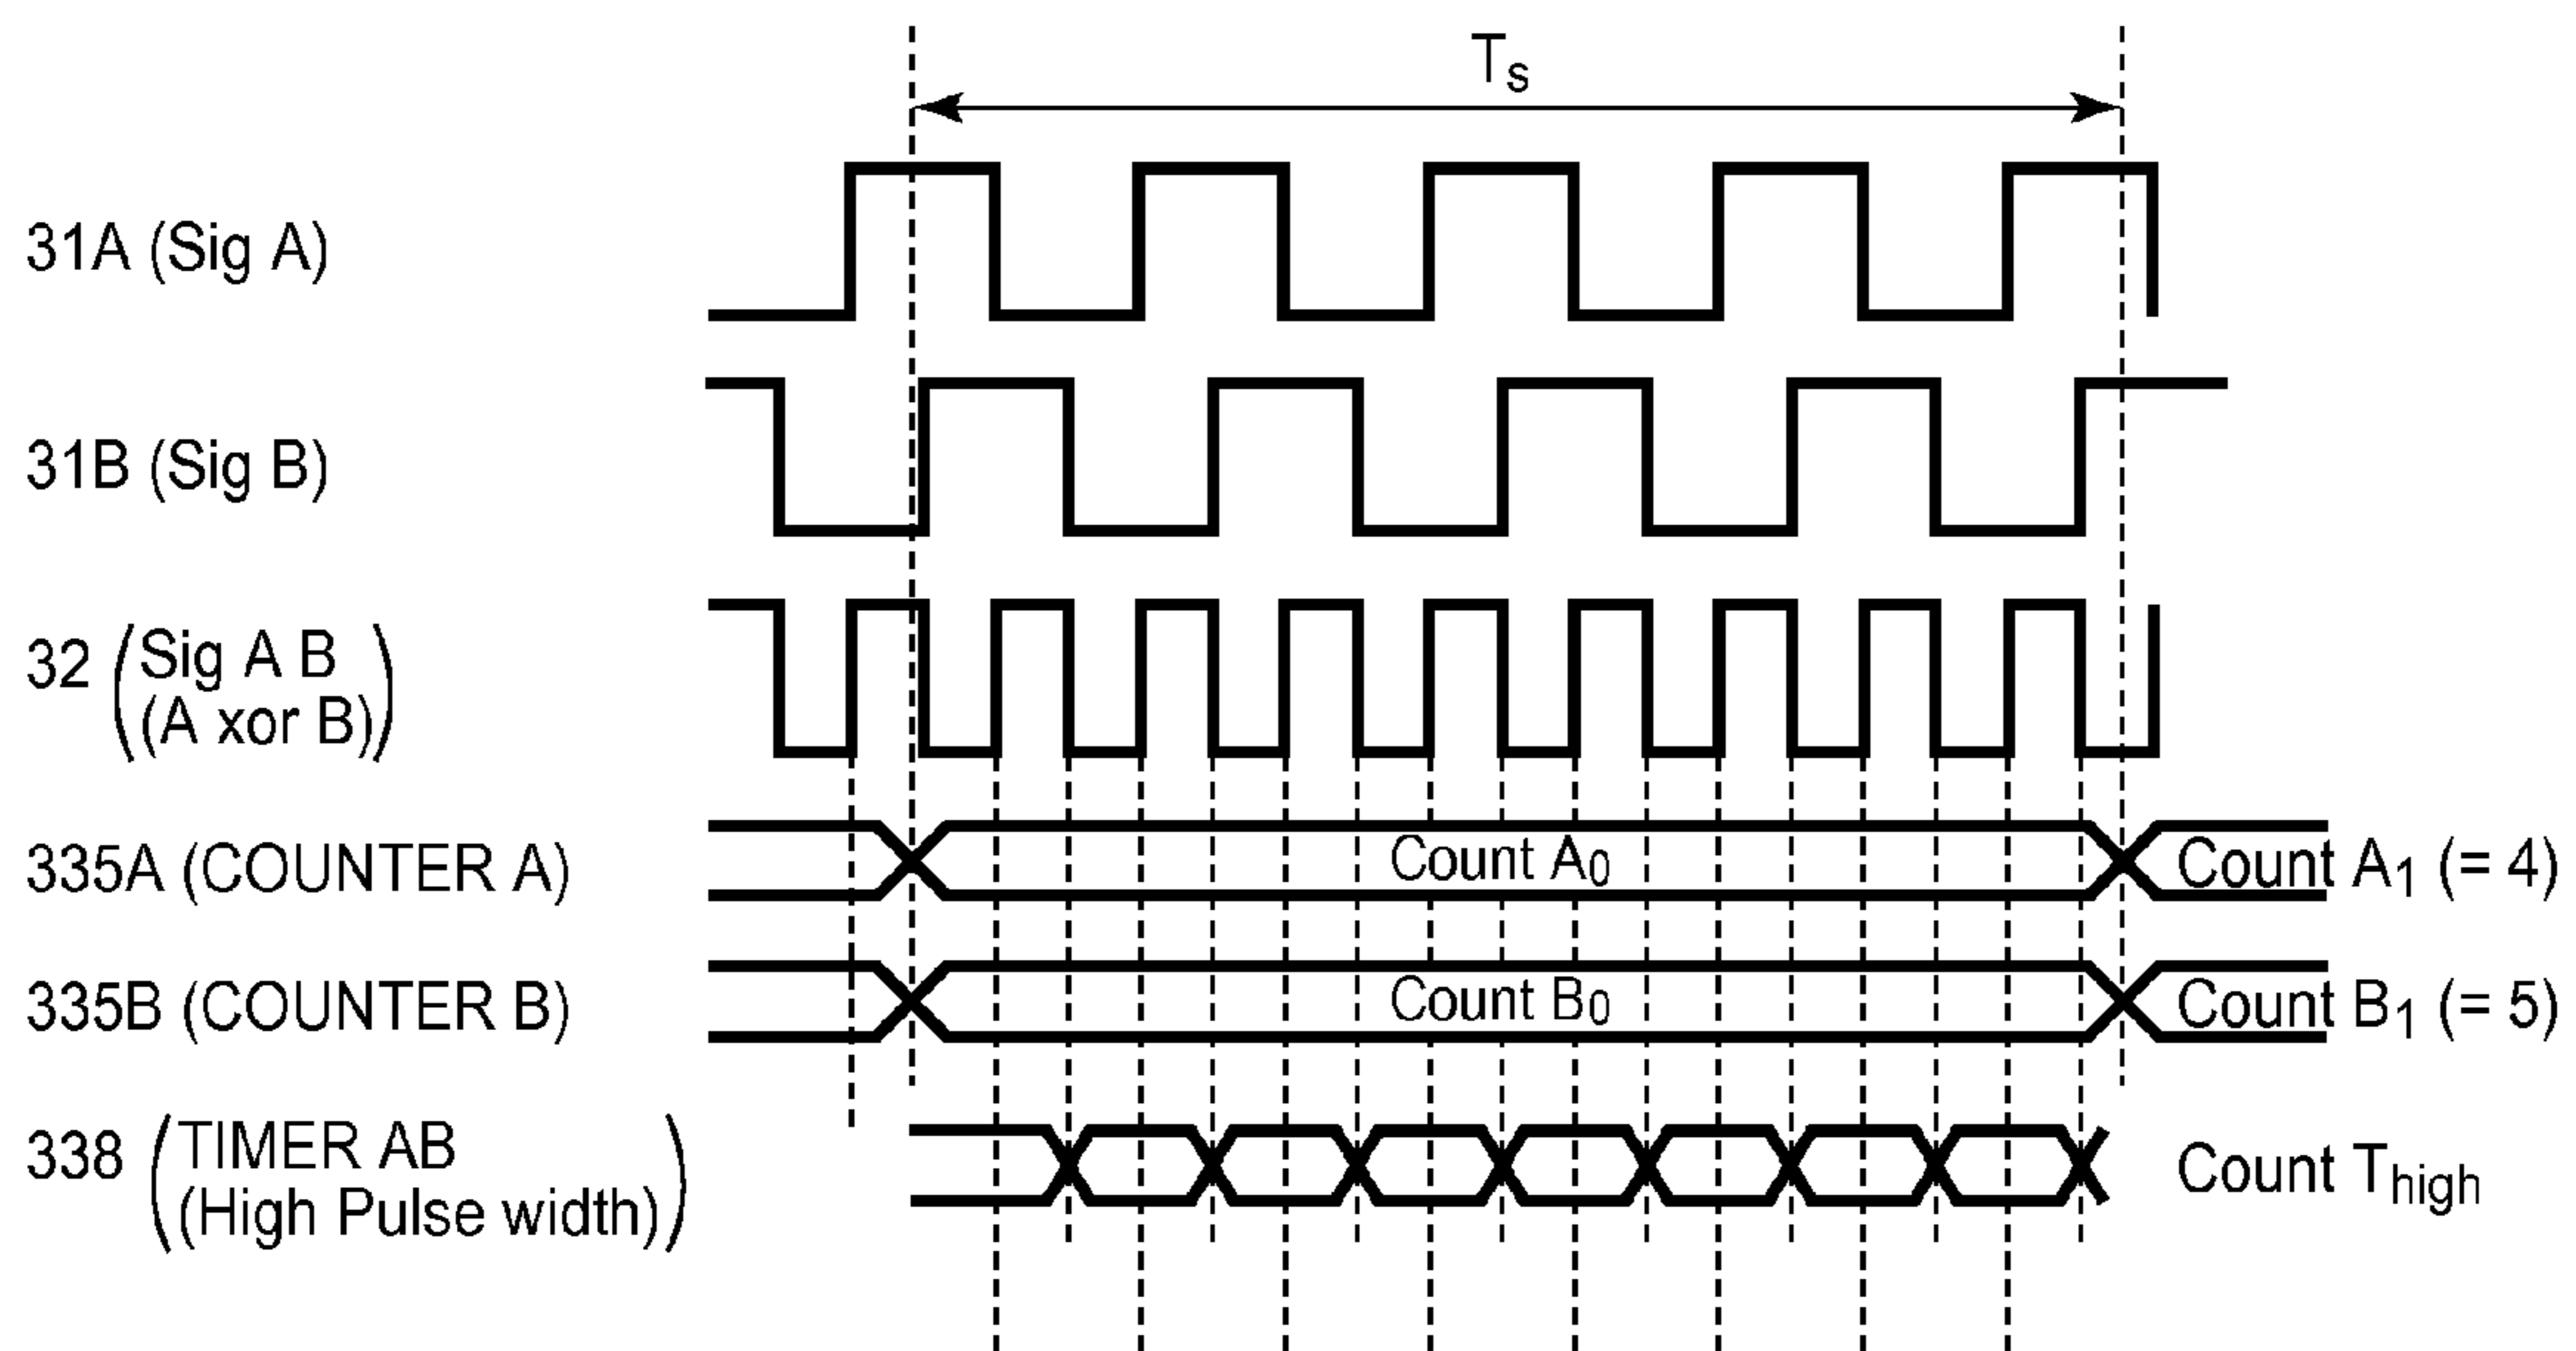 Ts
31A (Sig A)
31B (Sig B)
32 (Sig A B
(A xor B))
335A (COUNTER A)
Count A0
Count A1 (= 4)
335B (COUNTER B)
Count B0
Count B1 (= 5)
338 (TIMER AB
(High Pulse width))
Count Thigh